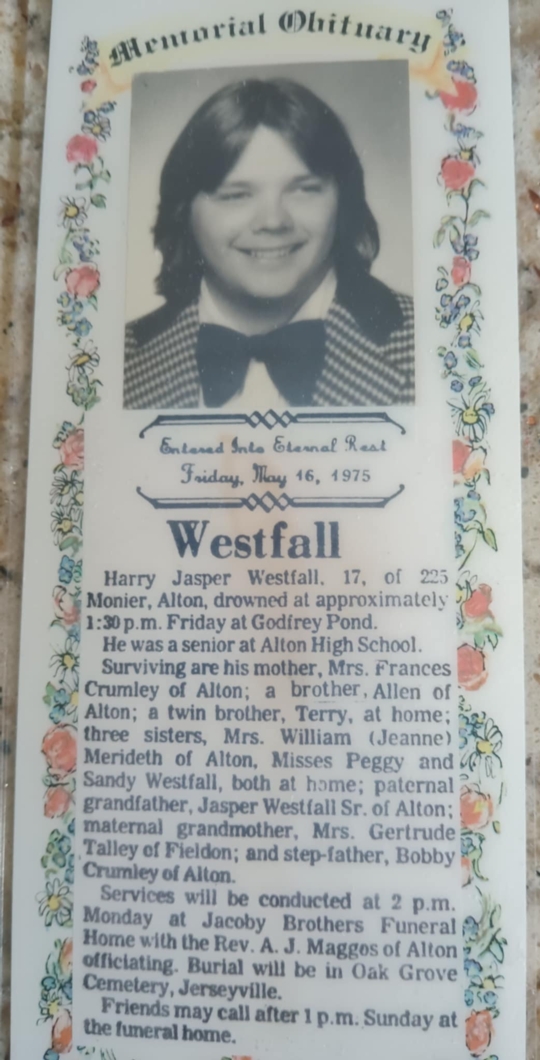 Memorial Obituary
Entered Into Eternal Rest
Friday, May 16, 1975
Westfall
Harry Jasper Westfall, 17, of 225
Monier, Alton, drowned at approximately
1:30 p.m. Friday at Godfrey Pond.
He was a senior at Alton High School.
Surviving are his mother, Mrs. Frances
Crumley of Alton; a brother, Allen of
Alton; a twin brother, Terry, at home;
three sisters, Mrs. William (Jeanne)
Merideth of Alton, Misses Peggy and
Sandy Westfall, both at home; paternal
grandfather, Jasper Westfall Sr. of Alton;
maternal grandmother, Mrs. Gertrude
Talley of Fieldon; and step-father, Bobby
Crumley of Alton.
Services will be conducted at 2 p.m.
Monday at Jacoby Brothers Funeral
Home with the Rev. A. J. Maggos of Alton
officiating. Burial will be in Oak Grove
Cemetery, Jerseyville.
Friends may call after 1 p.m. Sunday at
the funeral home.